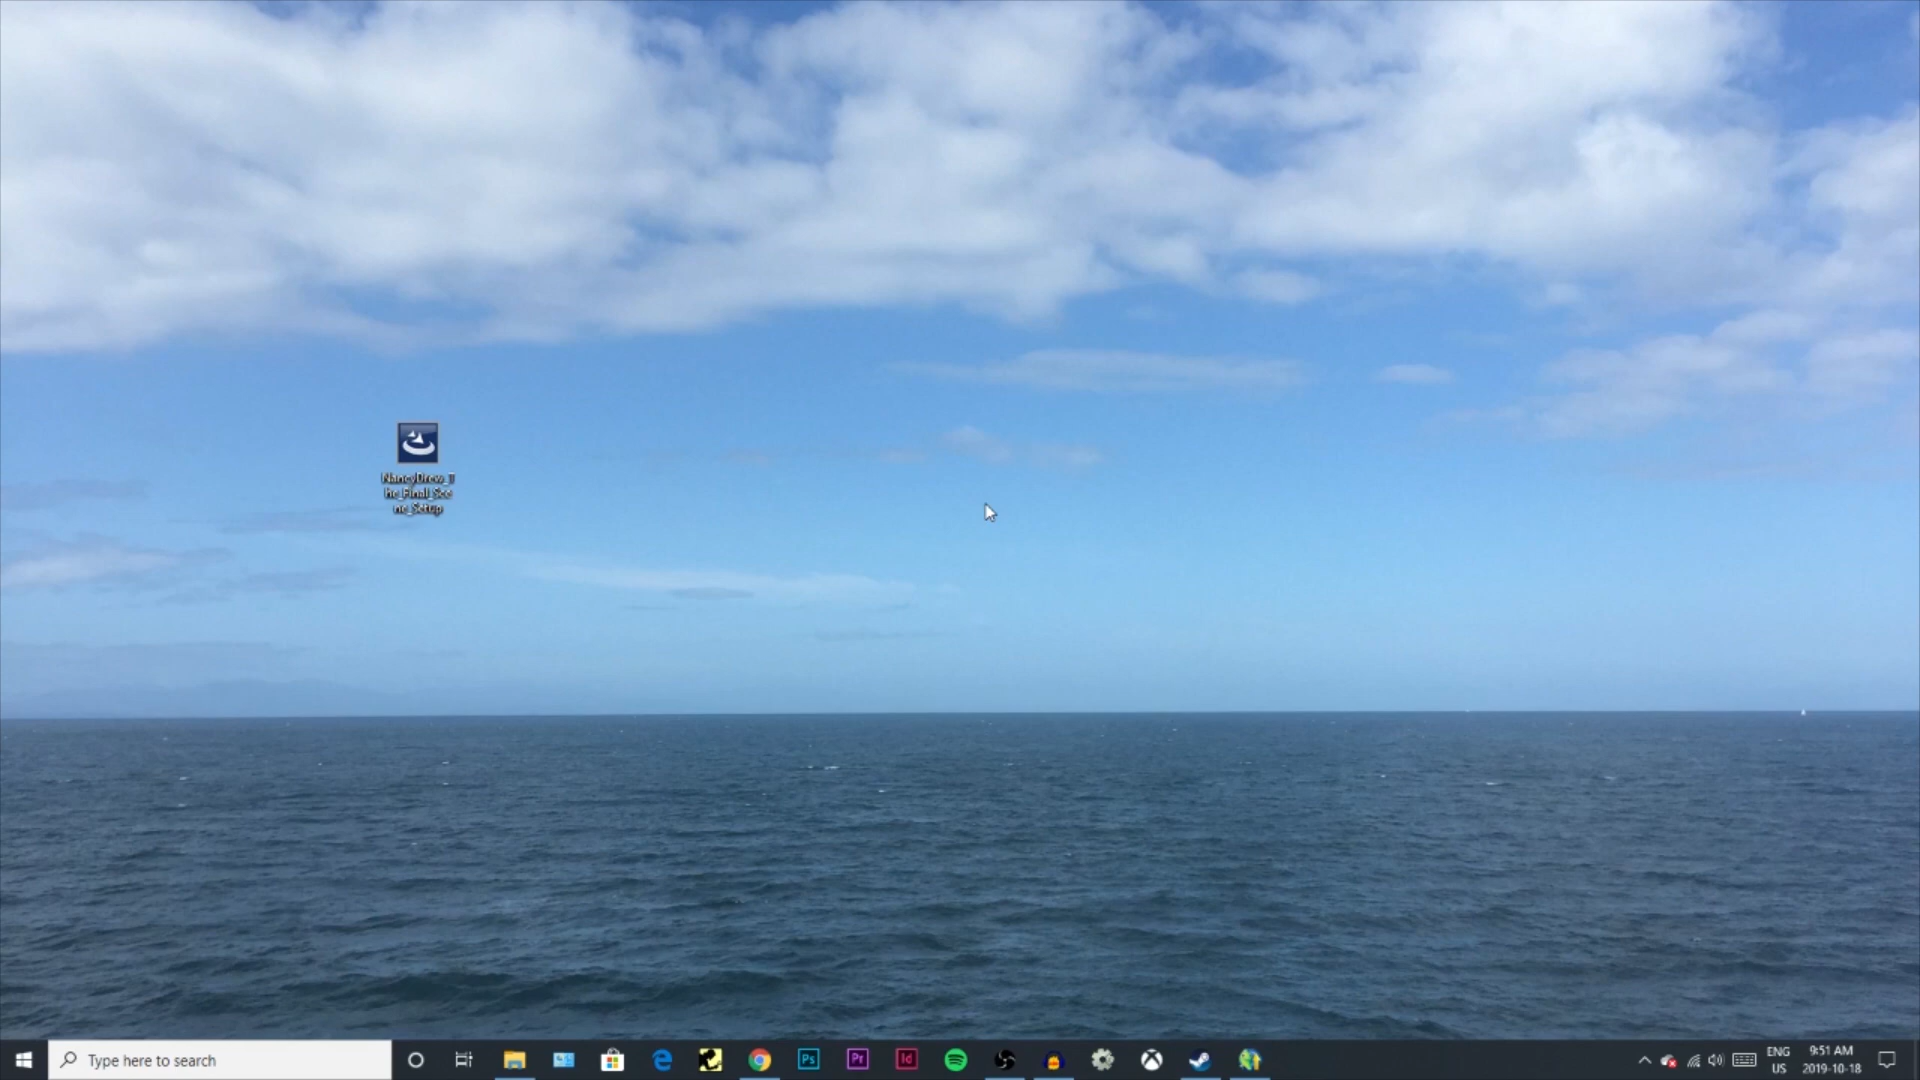 NancyDrew_T
he_Final_Sce
ne_Setup
Type here to search
Ps
Pr
Id
ENG
US
9:51 AM
2019-10-18